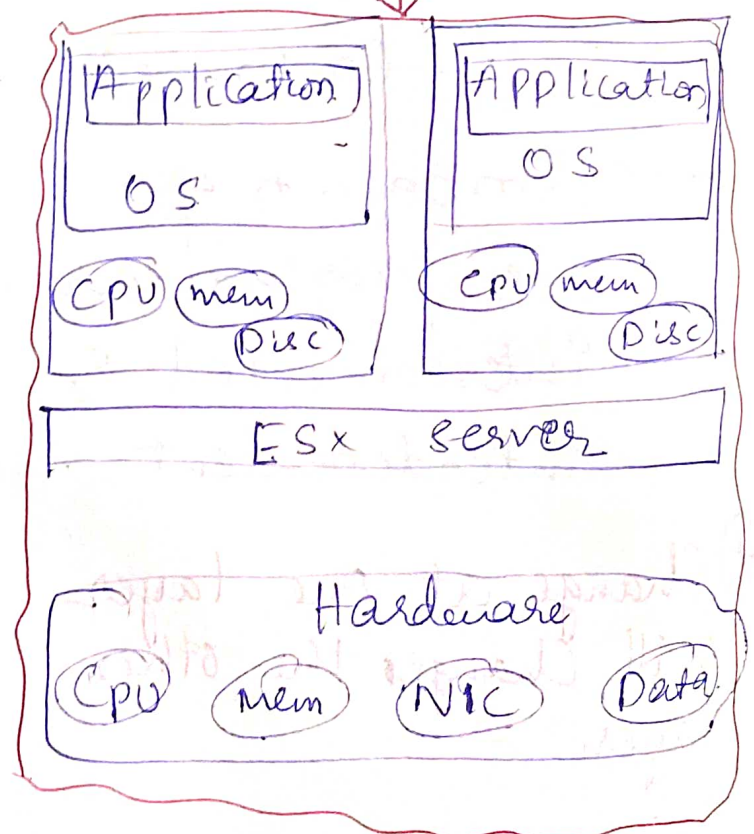 Application
Application
OS
OS
CPU mem
Disc
CPU mem
Disc
ESX server
Hardware
CPU Mem NIC Data